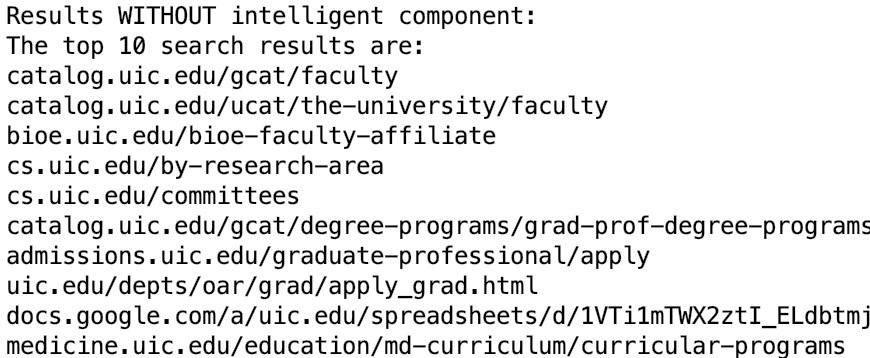 Results WITHOUT intelligent component:
The top 10 search results are:
catalog.uic.edu/gcat/faculty
catalog.uic.edu/ucat/the-university/faculty
bioe.uic.edu/bioe-faculty-affiliate
cs.uic.edu/by-research-area
cs.uic.edu/committees
catalog.uic.edu/gcat/degree-programs/grad-prof-degree-programs
admissions.uic.edu/graduate-professional/apply
uic.edu/depts/oar/grad/apply_grad.html
docs.google.com/a/uic.edu/spreadsheets/d/1VTi1mTWX2ztI_ELdbtmj
medicine.uic.edu/education/md-curriculum/curricular-programs